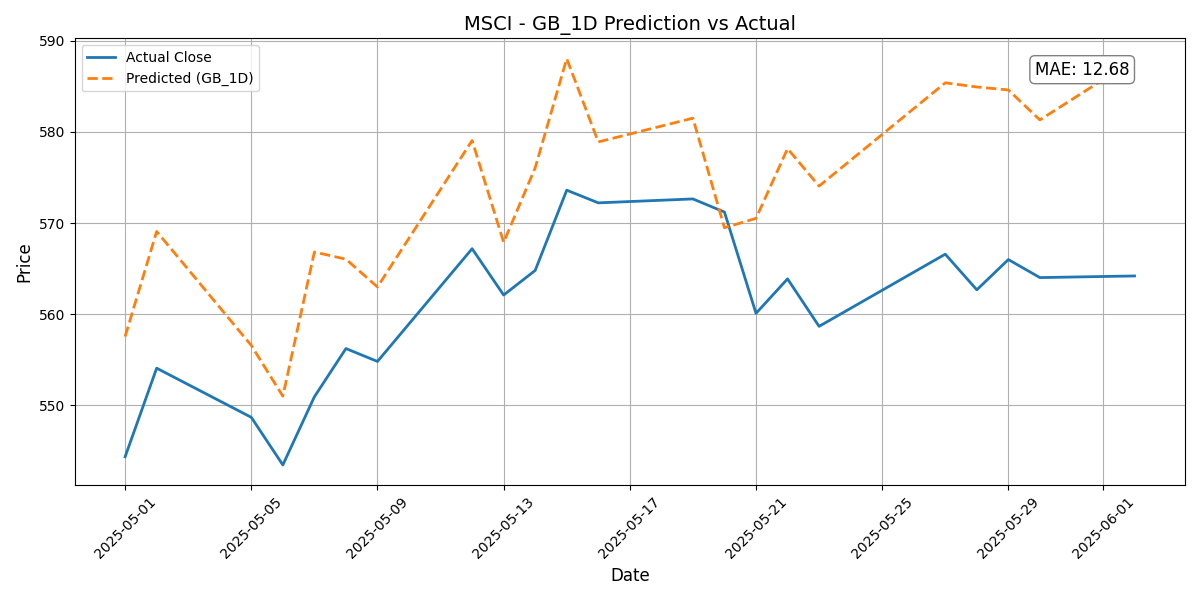 MSCI - GB_1D Prediction vs Actual
Actual Close
Predicted (GB_1D)
MAE: 12.68
Price
590
580
570
560
550
2025-05-01
2025-05-05
2025-05-09
2025-05-13
2025-05-17
2025-05-21
2025-05-25
2025-05-29
2025-06-01
Date